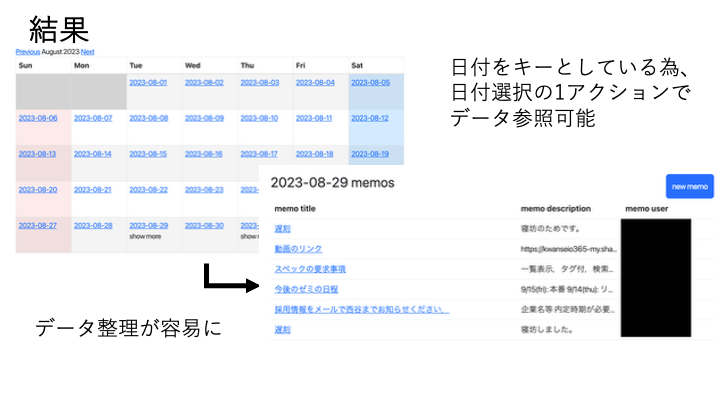 結果
Previous August 2023 Next
Sun Mon Tue Wed Thu Fri Sat
2023-08-01 2023-08-02 2023-08-03 2023-08-04 2023-08-05
2023-08-06 2023-08-07 2023-08-08 2023-08-09 2023-08-10 2023-08-11 2023-08-12
2023-08-13 2023-08-14 2023-08-15 2023-08-16 2023-08-17 2023-08-18 2023-08-19
2023-08-20 2023-08-21 2023-08-22 2023-08-23 2023-
2023-08-27 2023-08-28 2023-08-29 2023-08-30 2023-
show more show m
日付をキーとしている為、
日付選択の1アクションで
データ参照可能
2023-08-29 memos
new memo
memo title memo description memo user
遅刻 寝坊のためです。
動画のリンク https://kwanseio365-my.sha...
スペックの要求事項 一覧表示、タグ付、検索...
今後のゼミの日程 9/15(fri): 本番 9/14(thu): リ...
採用情報をメールで西谷までお知らせください、 企業名等 内定時期が必要...
遅刻 寝坊しました。
データ整理が容易に